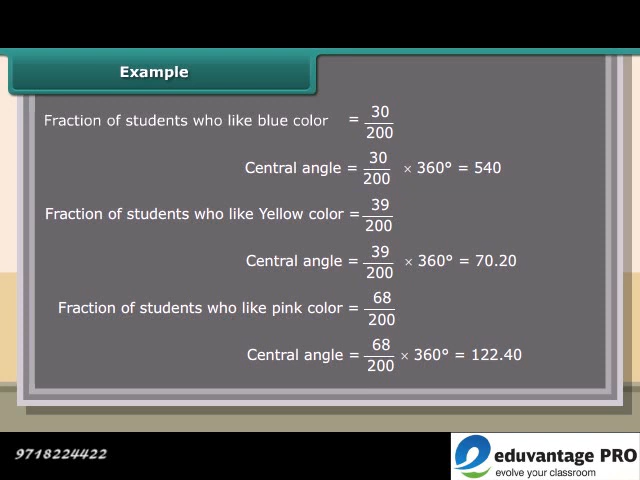 Example
Fraction of students who like blue color = 30/200
Central angle = 30/200 × 360° = 540
Fraction of students who like Yellow color = 39/200
Central angle = 39/200 × 360° = 70.20
Fraction of students who like pink color = 68/200
Central angle = 68/200 × 360° = 122.40
9718224422
eduvantage PRO
evolve your classroom